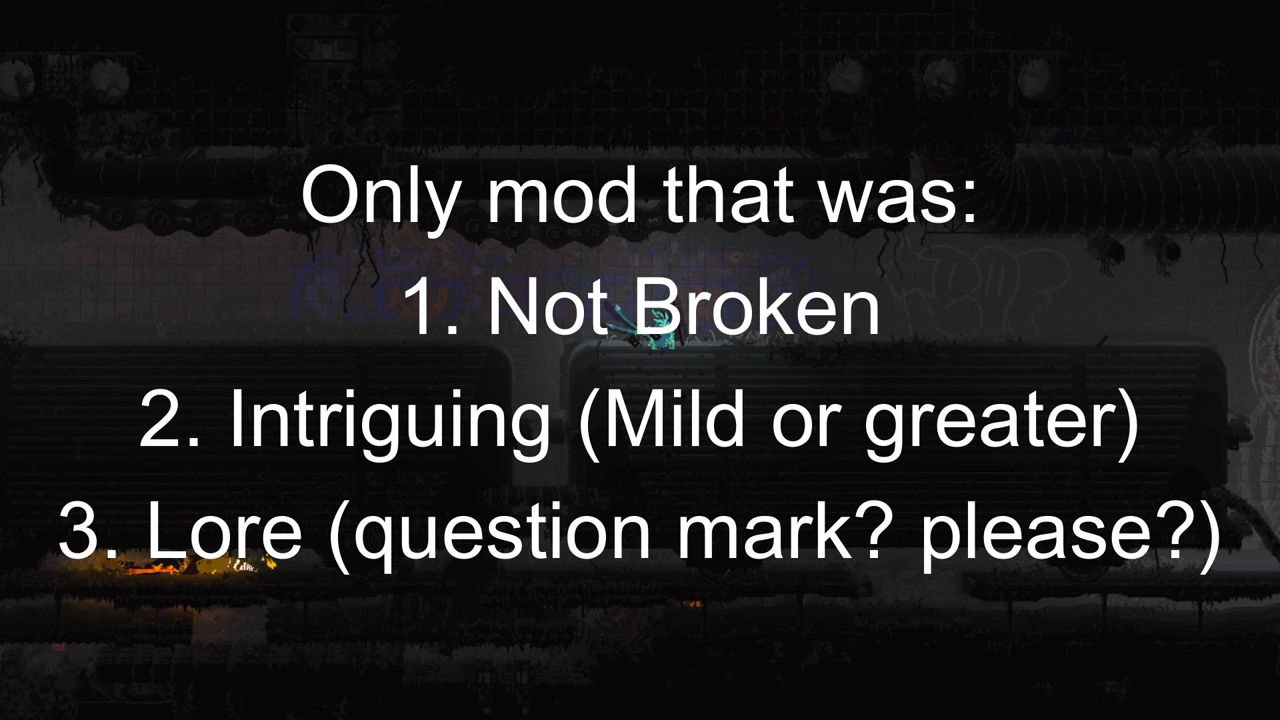 Only mod that was:
1. Not Broken
2. Intriguing (Mild or greater)
3. Lore (question mark? please?)